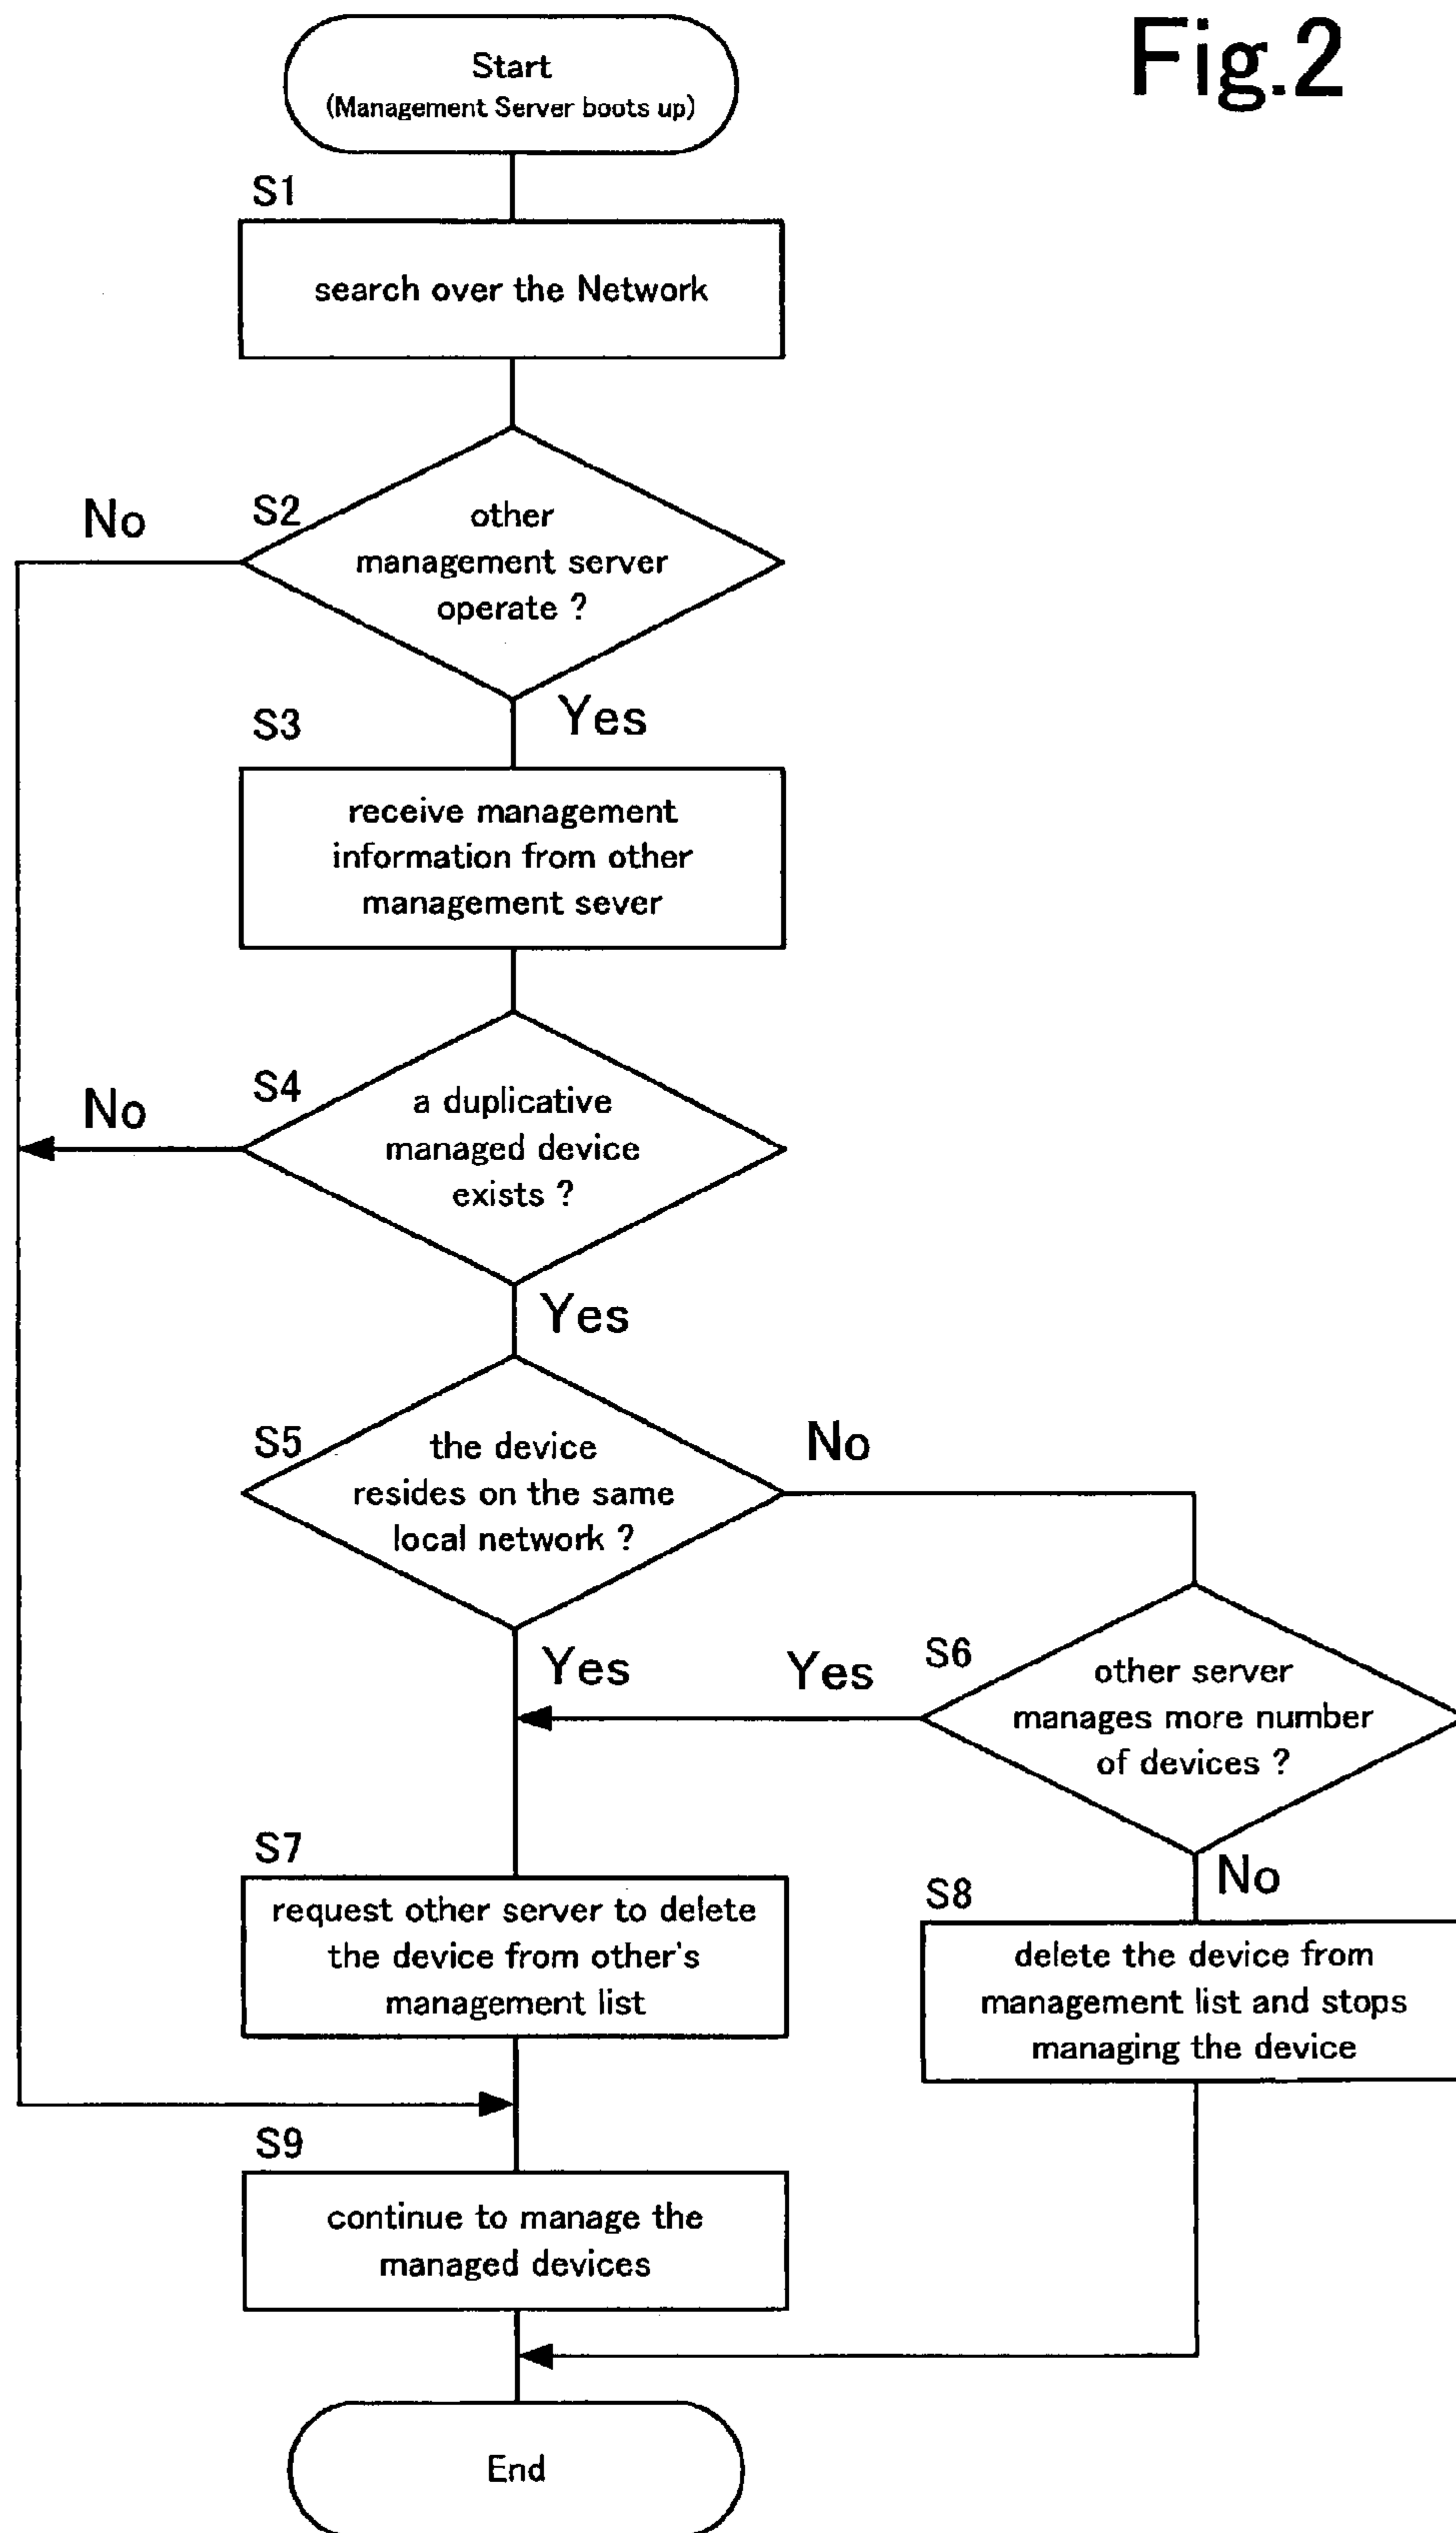 Fig.2
Start
(Management Server boots up)
S1
search over the Network
S2
No
other
management server
operate ?
Yes
S3
receive management
information from other
management sever
S4
No
a duplicative
managed device
exists ?
Yes
S5
the device
resides on the same
local network ?
No
Yes
Yes
S6
other server
manages more number
of devices ?
No
S7
request other server to delete
the device from other's
management list
S8
delete the device from
management list and stops
managing the device
S9
continue to manage the
managed devices
End